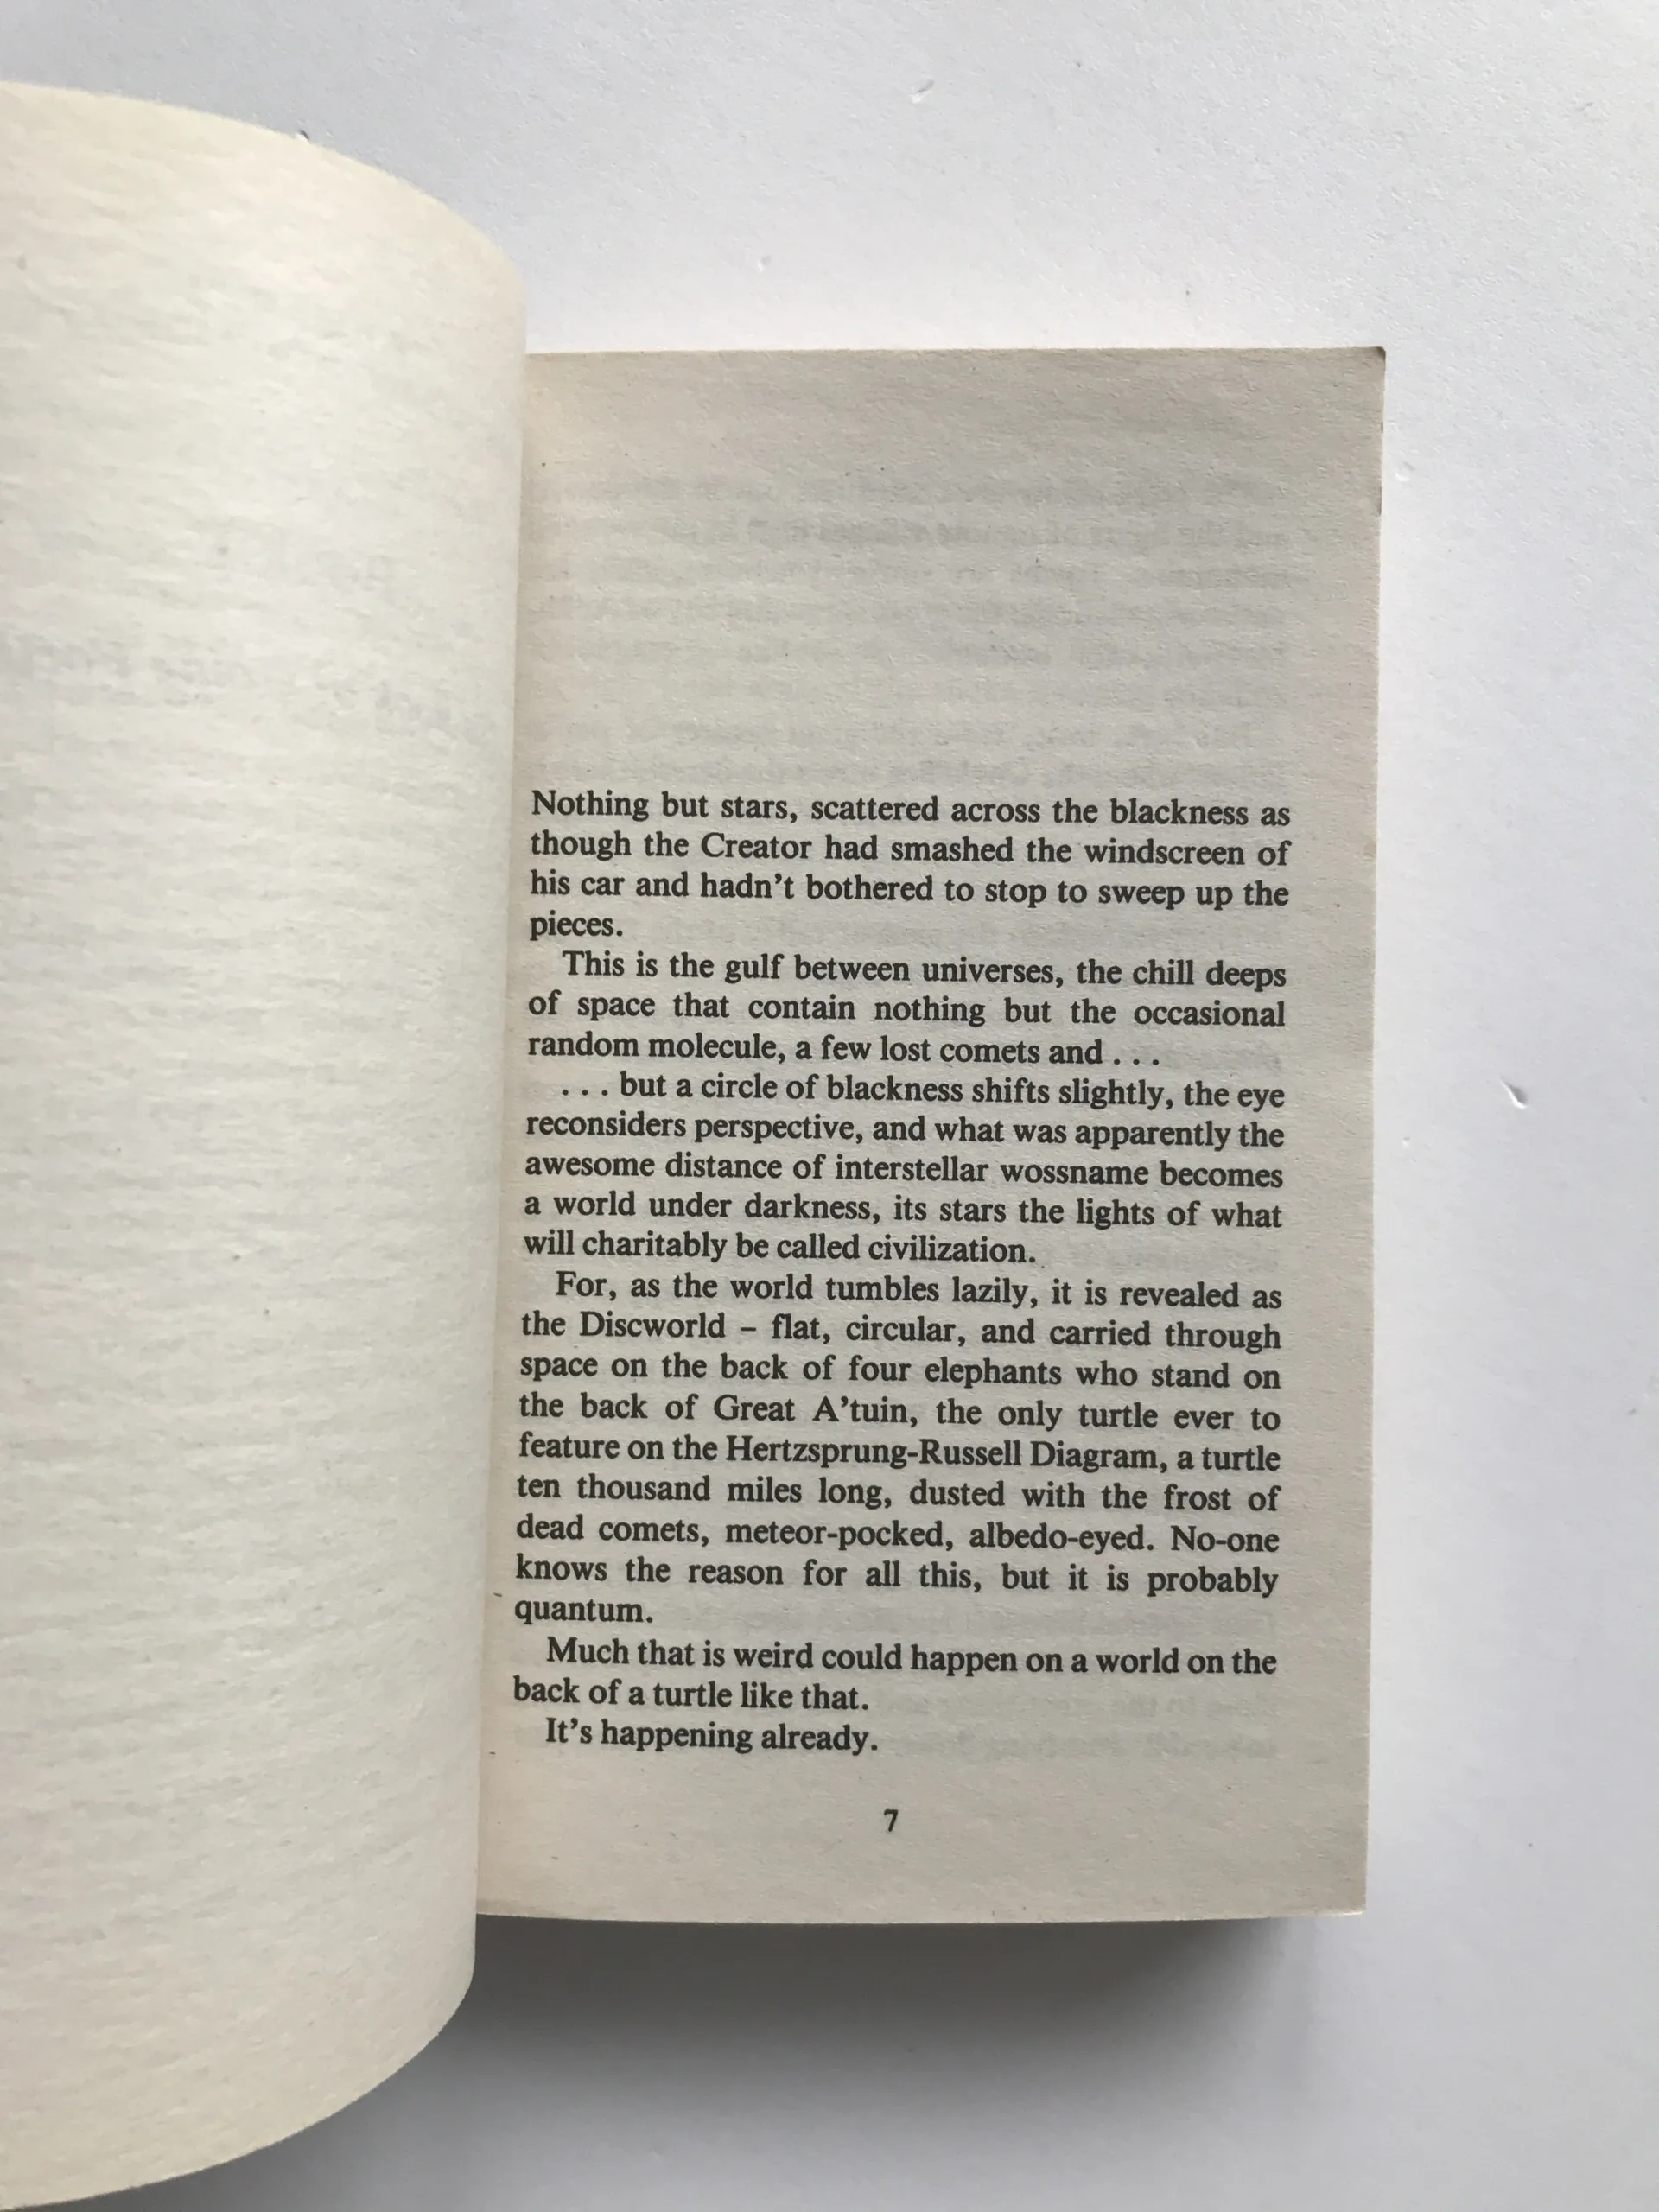 Nothing but stars, scattered across the blackness as
though the Creator had smashed the windscreen of
his car and hadn't bothered to stop to sweep up the
pieces.
This is the gulf between universes, the chill deeps
of space that contain nothing but the occasional
random molecule, a few lost comets and . . .
. . . but a circle of blackness shifts slightly, the eye
reconsiders perspective, and what was apparently the
awesome distance of interstellar wossname becomes
a world under darkness, its stars the lights of what
will charitably be called civilization.
For, as the world tumbles lazily, it is revealed as
the Discworld – flat, circular, and carried through
space on the back of four elephants who stand on
the back of Great A'tuin, the only turtle ever to
feature on the Hertzsprung-Russell Diagram, a turtle
ten thousand miles long, dusted with the frost of
dead comets, meteor-pocked, albedo-eyed. No-one
knows the reason for all this, but it is probably
quantum.
Much that is weird could happen on a world on the
back of a turtle like that.
It's happening already.
7